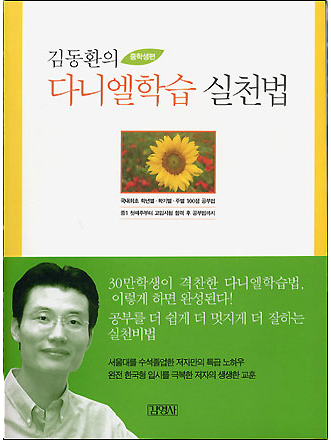 김동환의
중학생편
다니엘학습 실천법
국내최초 학년별·학기별·주별 100점 공부법
중1 첫째주부터 고입시험 합격 후 공부법까지
30만학생이 격찬한 다니엘학습법,
이렇게 하면 완성된다!
공부를 더 쉽게 더 멋지게 더 잘하는
실천비법
서울대를 수석졸업한 저자만의 특급 노하우
완전 한국형 입시를 극복한 저자의 생생한 교훈
김영사